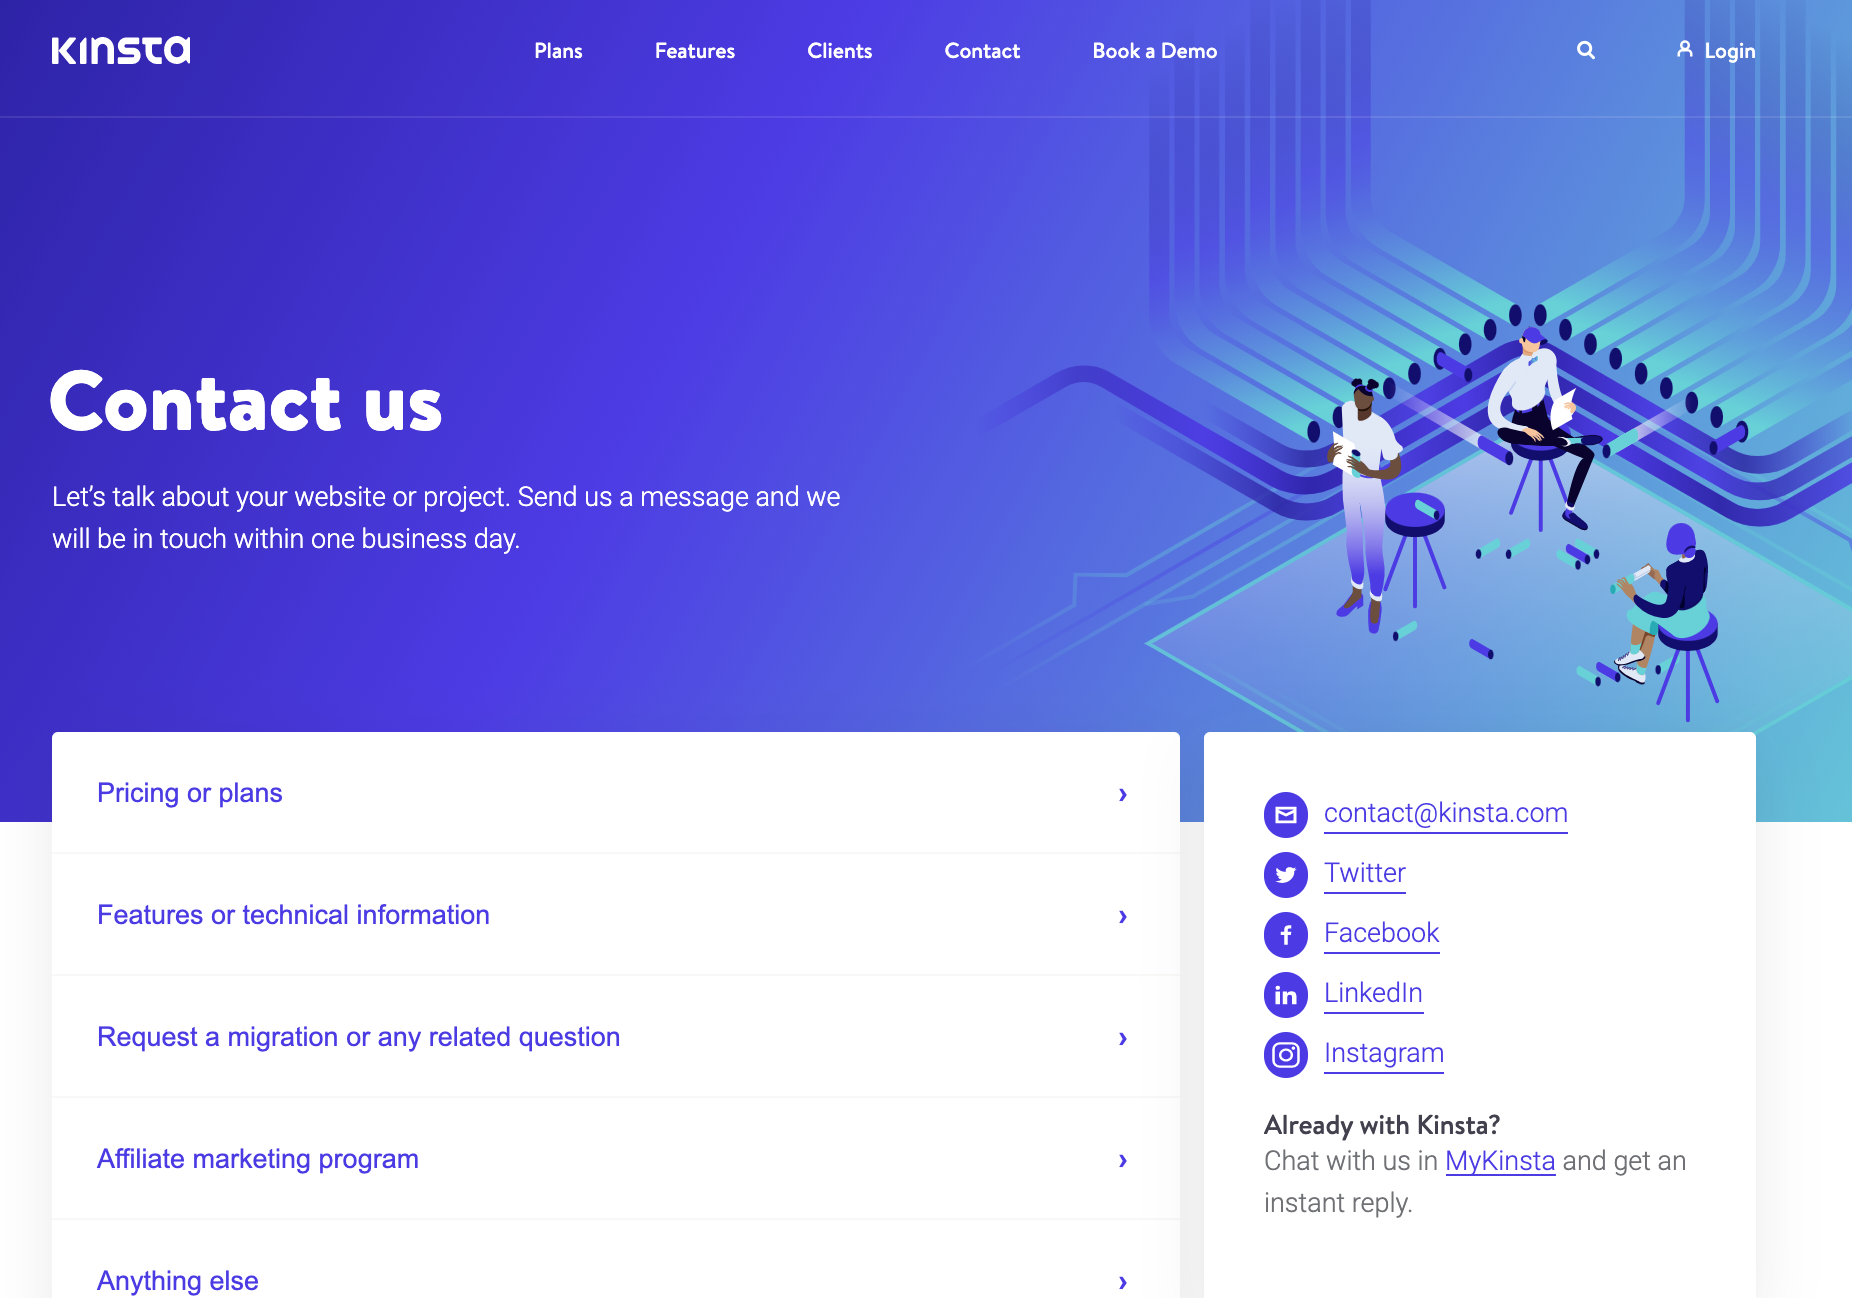 Kinsta
Plans
Features
Clients
Contact
Book a Demo
Login
Contact us
Let’s talk about your website or project. Send us a message and we
will be in touch within one business day.
Pricing or plans
Features or technical information
Request a migration or any related question
Affiliate marketing program
Anything else
contact@kinsta.com
Twitter
Facebook
LinkedIn
Instagram
Already with Kinsta?
Chat with us in MyKinsta and get an
instant reply.